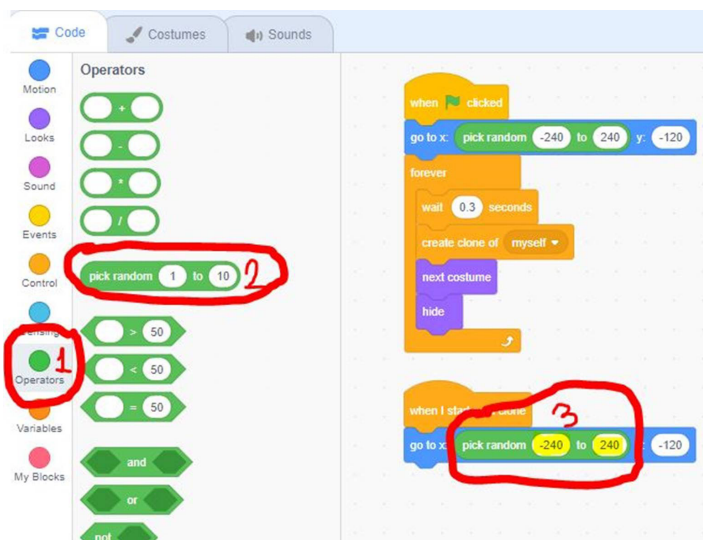 Code
Costumes
Sounds
Motion
Looks
Sound
Events
Control
Operators
Variables
My Blocks
Operators
+
-
*
/
pick random 1 to 10
2
> 50
< 50
= 50
and
or
not
1
when clicked
go to x: pick random -240 to 240 y: -120
forever
wait 0.3 seconds
create clone of myself
next costume
hide
when I start clone
3
go to x pick random -240 to 240 -120